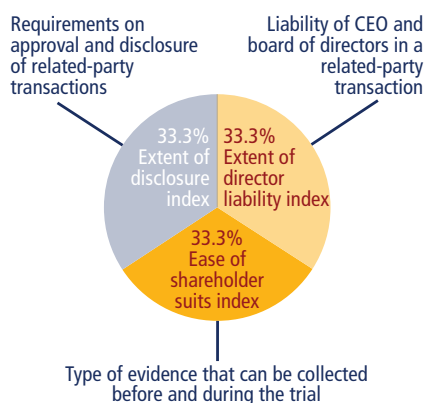 Requirements on
approval and disclosure
of related-party
transactions
Liability of CEO and
board of directors in a
related-party
transaction
33.3%
Extent of
disclosure
index
33.3%
Extent of
director
liability index
33.3%
Ease of
shareholder
suits index
Type of evidence that can be collected
before and during the trial